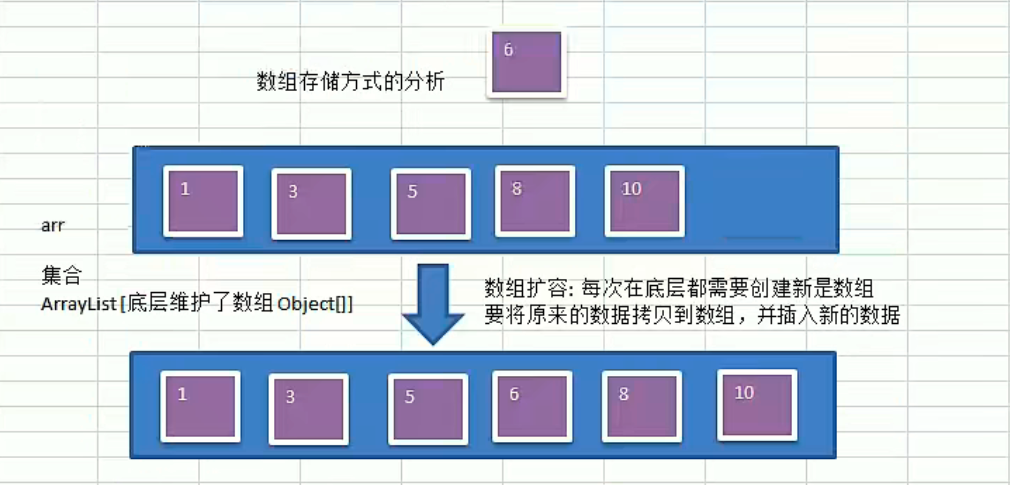 6
数组存储方式的分析
1 3 5 8 10
arr
集合
ArrayList [底层维护了数组 Object[]]
数组扩容: 每次在底层都需要创建新是数组
要将原来的数据拷贝到数组，并插入新的数据
1 3 5 6 8 10